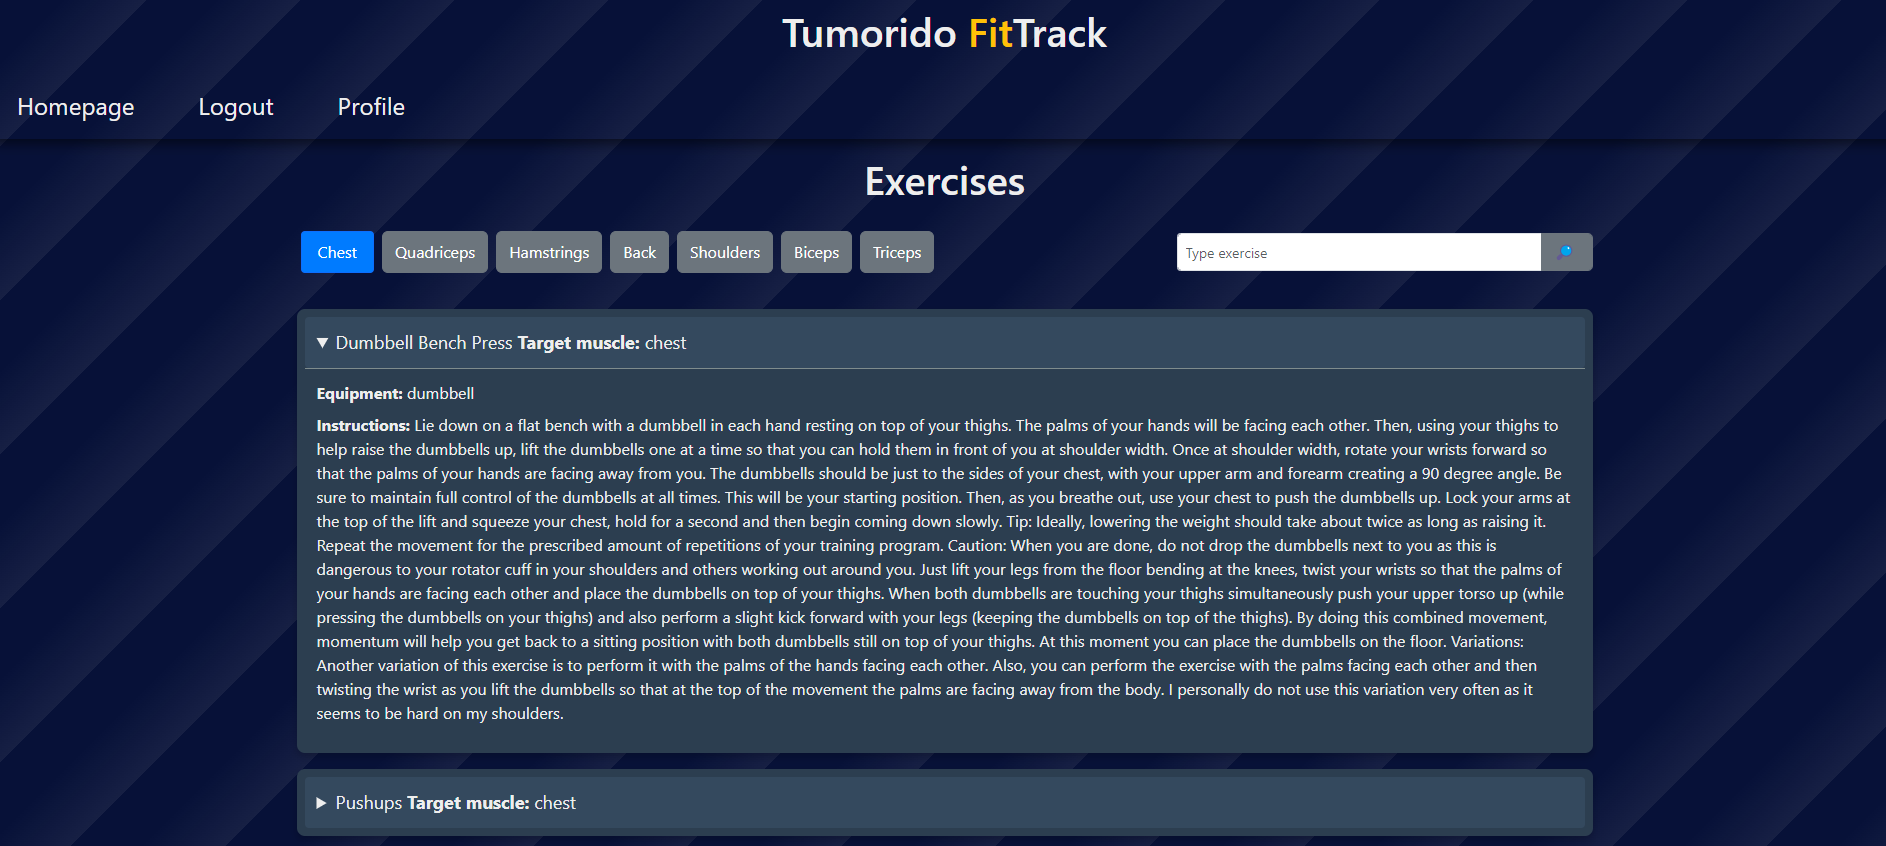 Tumorido FitTrack
Homepage Logout Profile
Exercises
Chest Quadriceps Hamstrings Back Shoulders Biceps Triceps Type exercise
Dumbbell Bench Press Target muscle: chest
Equipment: dumbbell
Instructions: Lie down on a flat bench with a dumbbell in each hand resting on top of your thighs. The palms of your hands will be facing each other. Then, using your thighs to
help raise the dumbbells up, lift the dumbbells one at a time so that you can hold them in front of you at shoulder width. Once at shoulder width, rotate your wrists forward so
that the palms of your hands are facing away from you. The dumbbells should be just to the sides of your chest, with your upper arm and forearm creating a 90 degree angle. Be
sure to maintain full control of the dumbbells at all times. This will be your starting position. Then, as you breathe out, use your chest to push the dumbbells up. Lock your arms at
the top of the lift and squeeze your chest, hold for a second and then begin coming down slowly. Tip: Ideally, lowering the weight should take about twice as long as raising it.
Repeat the movement for the prescribed amount of repetitions of your training program. Caution: When you are done, do not drop the dumbbells next to you as this is
dangerous to your rotator cuff in your shoulders and others working out around you. Just lift your legs from the floor bending at the knees, twist your wrists so that the palms of
your hands are facing each other and place the dumbbells on top of your thighs. When both dumbbells are touching your thighs simultaneously push your upper torso up (while
pressing the dumbbells on your thighs) and also perform a slight kick forward with your legs (keeping the dumbbells on top of the thighs). By doing this combined movement,
momentum will help you get back to a sitting position with both dumbbells still on top of your thighs. At this moment you can place the dumbbells on the floor. Variations:
Another variation of this exercise is to perform it with the palms of the hands facing each other. Also, you can perform the exercise with the palms facing each other and then
twisting the wrist as you lift the dumbbells so that at the top of the movement the palms are facing away from the body. I personally do not use this variation very often as it
seems to be hard on my shoulders.
Pushups Target muscle: chest